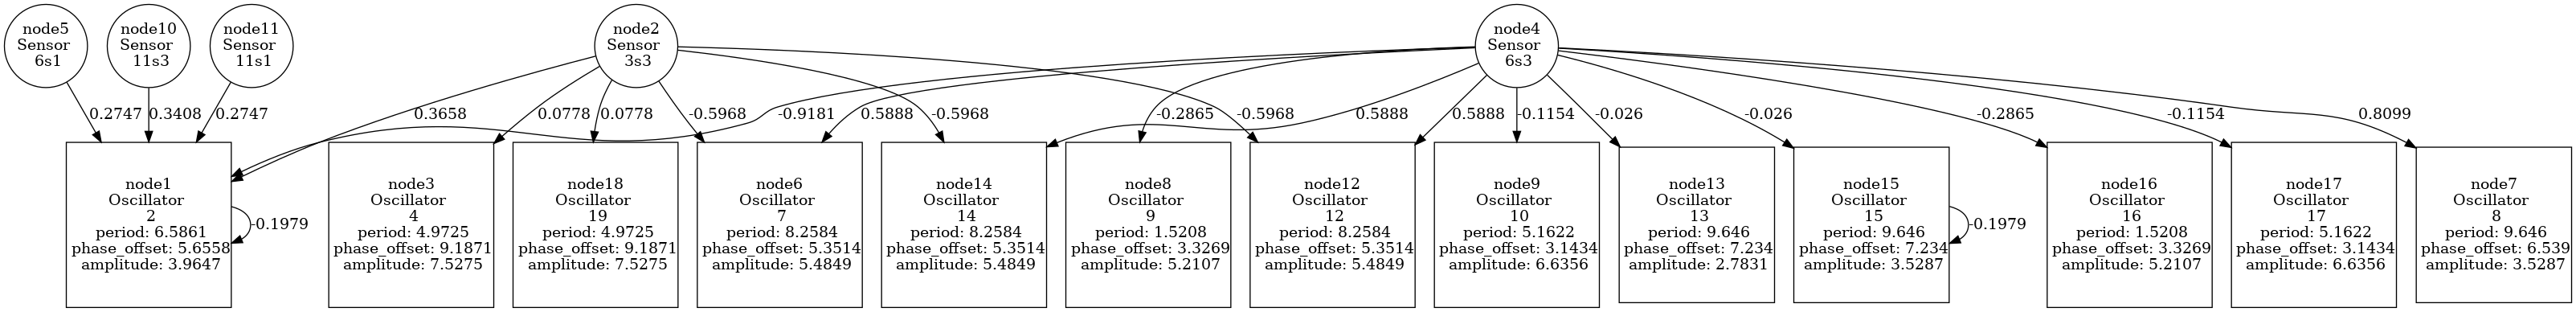 node5
Sensor
6s1
node10
Sensor
11s3
node11
Sensor
11s1
node2
Sensor
3s3
node4
Sensor
6s3
0.2747
0.3408
0.2747
0.3658
0.0778
0.0778
-0.5968
-0.9181
0.5888
-0.5968
-0.2865
-0.5968
0.5888
0.5888
-0.1154
-0.026
-0.026
-0.2865
-0.1154
0.8099
node1
Oscillator
2
period: 6.5861
phase_offset: 5.6558
amplitude: 3.9647
-0.1979
node3
Oscillator
4
period: 4.9725
phase_offset: 9.1871
amplitude: 7.5275
node18
Oscillator
19
period: 4.9725
phase_offset: 9.1871
amplitude: 7.5275
node6
Oscillator
7
period: 8.2584
phase_offset: 5.3514
amplitude: 5.4849
node14
Oscillator
14
period: 8.2584
phase_offset: 5.3514
amplitude: 5.4849
node8
Oscillator
9
period: 1.5208
phase_offset: 3.3269
amplitude: 5.2107
node12
Oscillator
12
period: 8.2584
phase_offset: 5.3514
amplitude: 5.4849
node9
Oscillator
10
period: 5.1622
phase_offset: 3.1434
amplitude: 6.6356
node13
Oscillator
13
period: 9.646
phase_offset: 7.234
amplitude: 2.7831
node15
Oscillator
15
period: 9.646
phase_offset: 7.234
amplitude: 3.5287
-0.1979
node16
Oscillator
16
period: 1.5208
phase_offset: 3.3269
amplitude: 5.2107
node17
Oscillator
17
period: 5.1622
phase_offset: 3.1434
amplitude: 6.6356
node7
Oscillator
8
period: 9.646
phase_offset: 6.539
amplitude: 3.5287